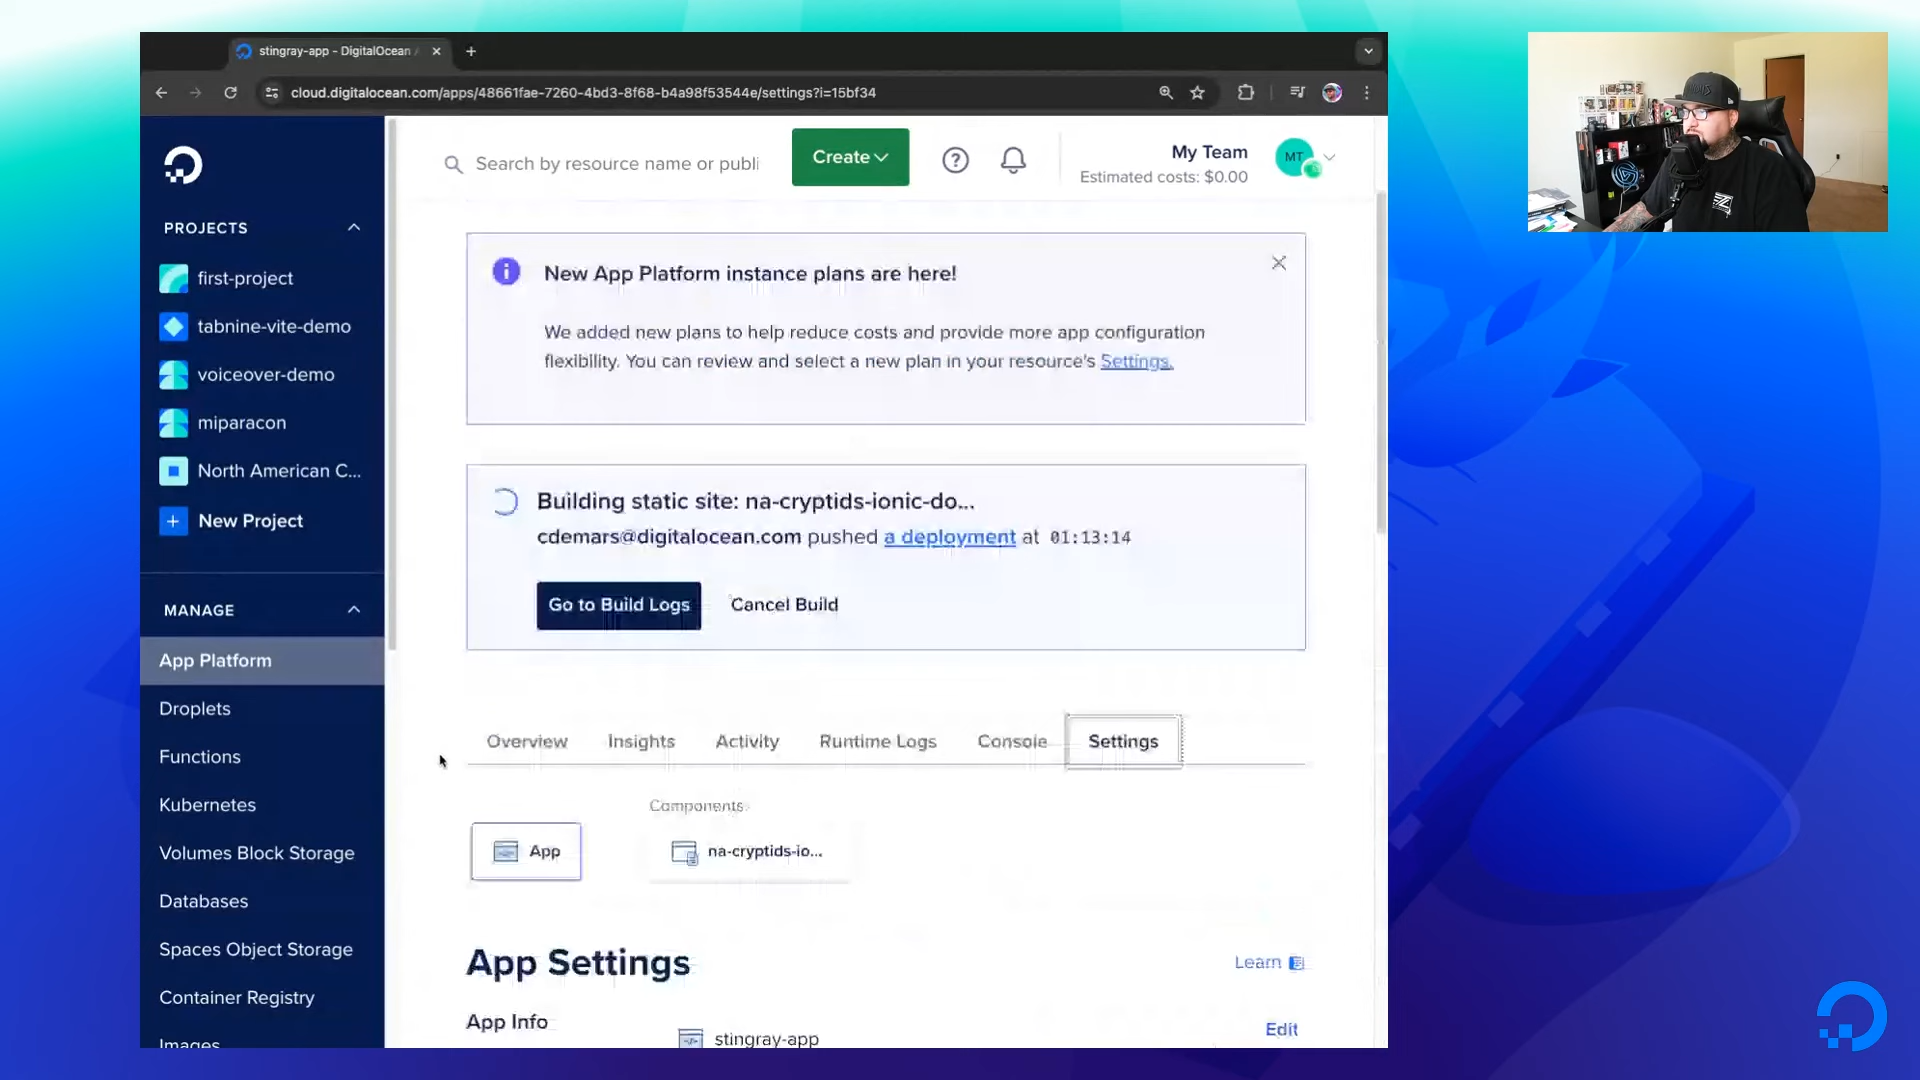 stingray-app - DigitalOcean
cloud.digitalocean.com/apps/48661fae-7260-4bd3-8f68-b4a98f53544e/settings?i=15bf34
Search by resource name or publi
Create
My Team
Estimated costs: $0.00
MT
PROJECTS
first-project
tabnine-vite-demo
voiceover-demo
miparacon
North American C...
+ New Project
MANAGE
App Platform
Droplets
Functions
Kubernetes
Volumes Block Storage
Databases
Spaces Object Storage
Container Registry
Images
New App Platform instance plans are here!
We added new plans to help reduce costs and provide more app configuration
flexibility. You can review and select a new plan in your resource's Settings.
Building static site: na-cryptids-ionic-do...
cdemars@digitalocean.com pushed a deployment at 01:13:14
Go to Build Logs
Cancel Build
Overview
Insights
Activity
Runtime Logs
Console
Settings
Components
App
na-cryptids-io...
App Settings
Learn
App Info
stingray-app
Edit